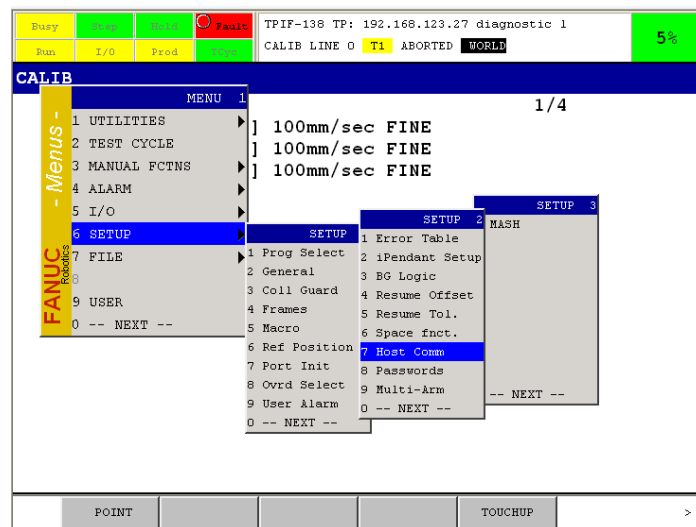 Busy Step Hold Fault
Run I/O Prod TCyc
TPIF-138 TP: 192.168.123.27 diagnostic l
CALIB LINE 0 T1 ABORTED WORLD
5%
CALIB
1/4
] 100mm/sec FINE
] 100mm/sec FINE
] 100mm/sec FINE
- Menus -
FANUC
Robotics
MENU 1
1 UTILITIES
2 TEST CYCLE
3 MANUAL FCTNS
4 ALARM
5 I/O
6 SETUP
7 FILE
8
9 USER
0 -- NEXT --
SETUP
1 Prog Select
2 General
3 Coll Guard
4 Frames
5 Macro
6 Ref Position
7 Port Init
8 Ovrd Select
9 User Alarm
0 -- NEXT --
SETUP 2
1 Error Table
2 iPendant Setup
3 BG Logic
4 Resume Offset
5 Resume Tol.
6 Space fnct.
7 Host Comm
8 Passwords
9 Multi-Arm
0 -- NEXT --
SETUP 3
MASH
-- NEXT --
POINT
TOUCHUP
>